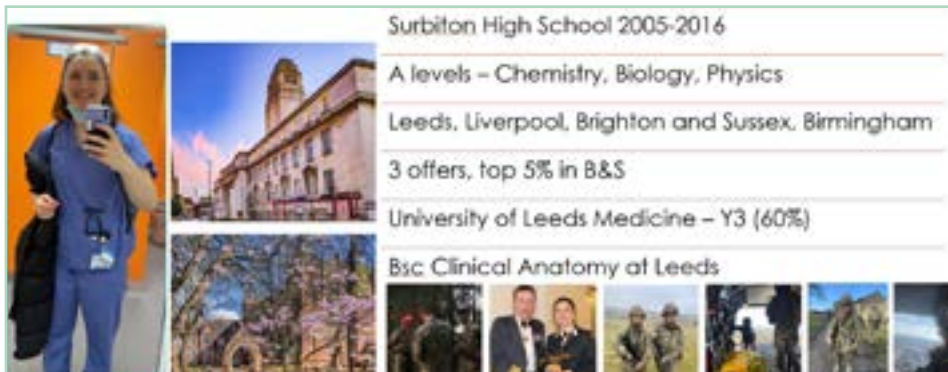 Surbiton High School 2005-2016
A levels – Chemistry, Biology, Physics
Leeds, Liverpool, Brighton and Sussex, Birmingham
3 offers, top 5% in B&S
University of Leeds Medicine – Y3 (60%)
Bsc Clinical Anatomy at Leeds